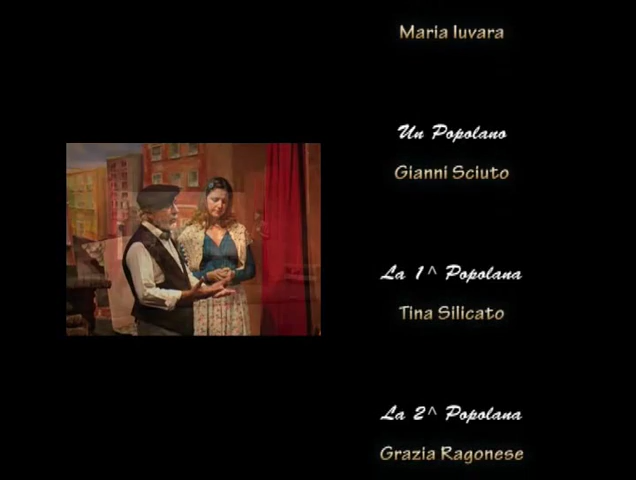 Maria Iuvara
Un Popolano
Gianni Sciuto
La 1^ Popolana
Tina Silicato
La 2^ Popolana
Grazia Ragonese